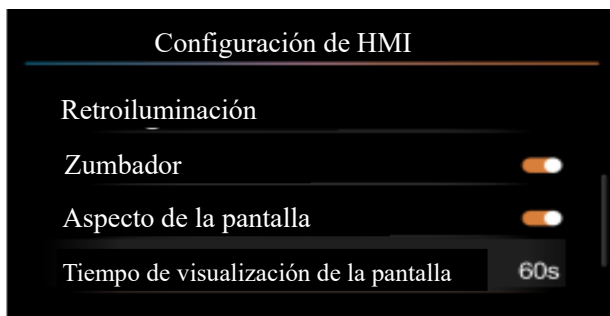 Configuración de HMI
Retroiluminación
Zumbador
Aspecto de la pantalla
Tiempo de visualización de la pantalla 60s